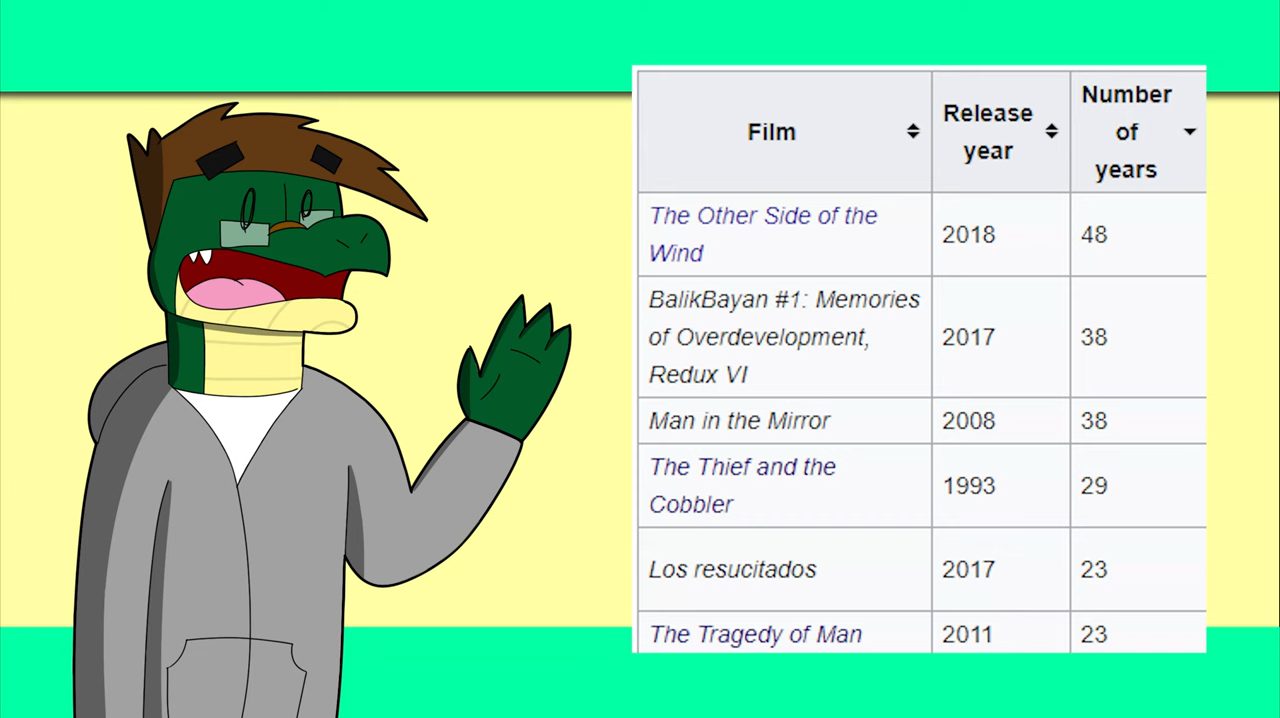 Film
Release
year
Number
of
years
The Other Side of the
Wind
2018
48
BalikBayan #1: Memories
of Overdevelopment,
Redux VI
2017
38
Man in the Mirror
2008
38
The Thief and the
Cobbler
1993
29
Los resucitados
2017
23
The Tragedy of Man
2011
23